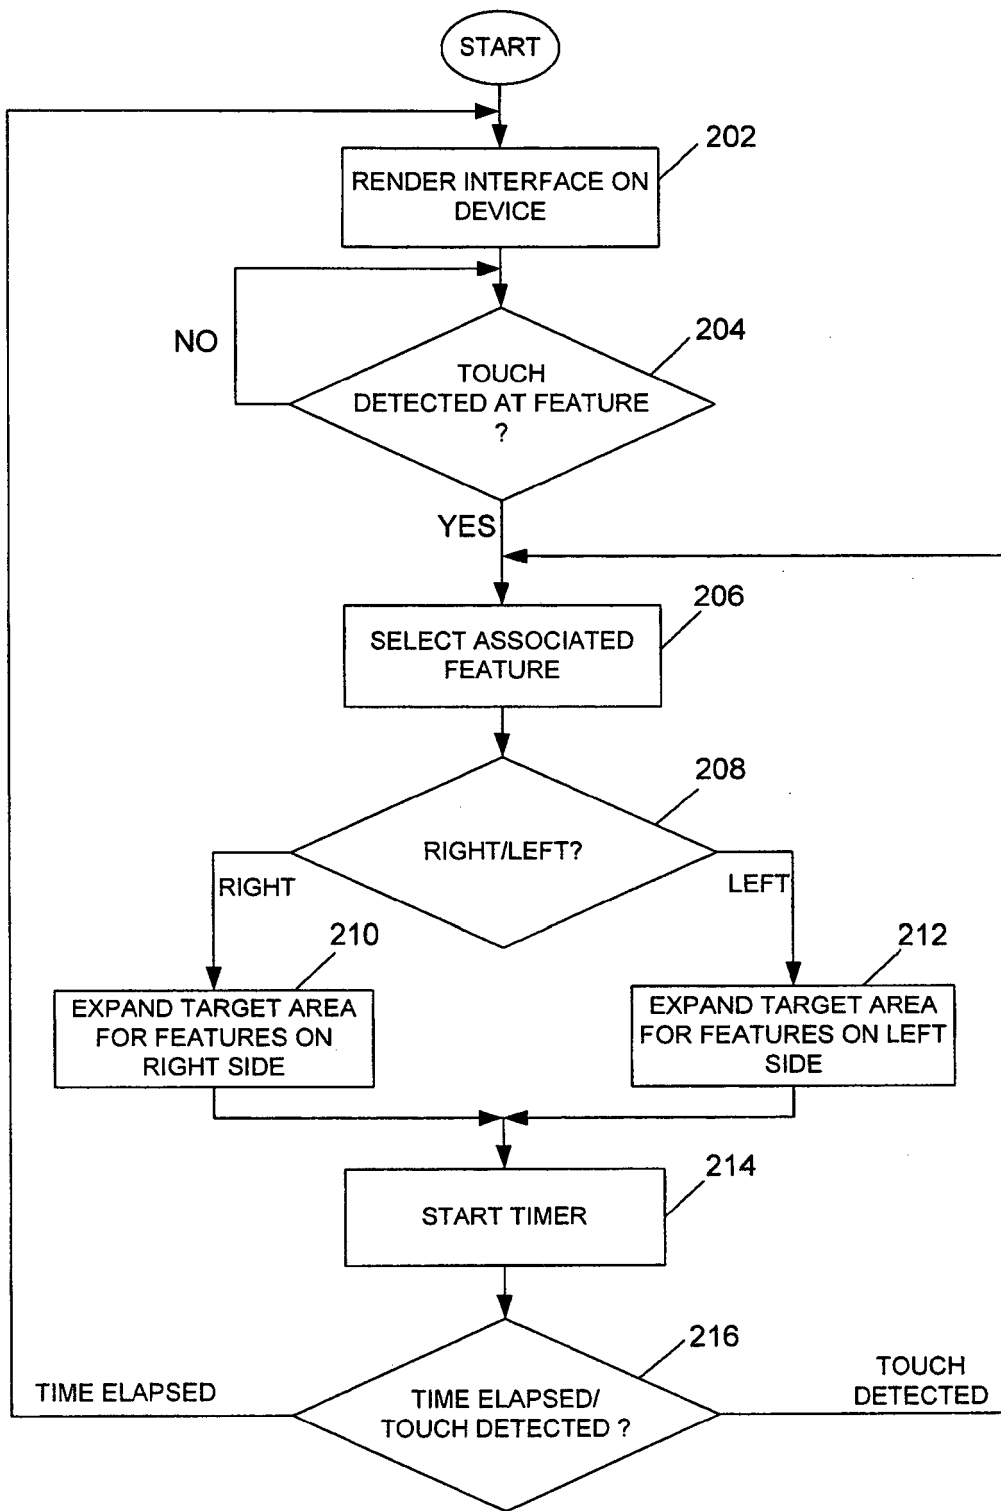 START
202
RENDER INTERFACE ON
DEVICE
204
NO
TOUCH
DETECTED AT FEATURE
?
YES
206
SELECT ASSOCIATED
FEATURE
208
RIGHT/LEFT?
RIGHT
LEFT
210
212
EXPAND TARGET AREA
FOR FEATURES ON
RIGHT SIDE
EXPAND TARGET AREA
FOR FEATURES ON LEFT
SIDE
214
START TIMER
216
TIME ELAPSED
TIME ELAPSED/
TOUCH DETECTED ?
TOUCH
DETECTED